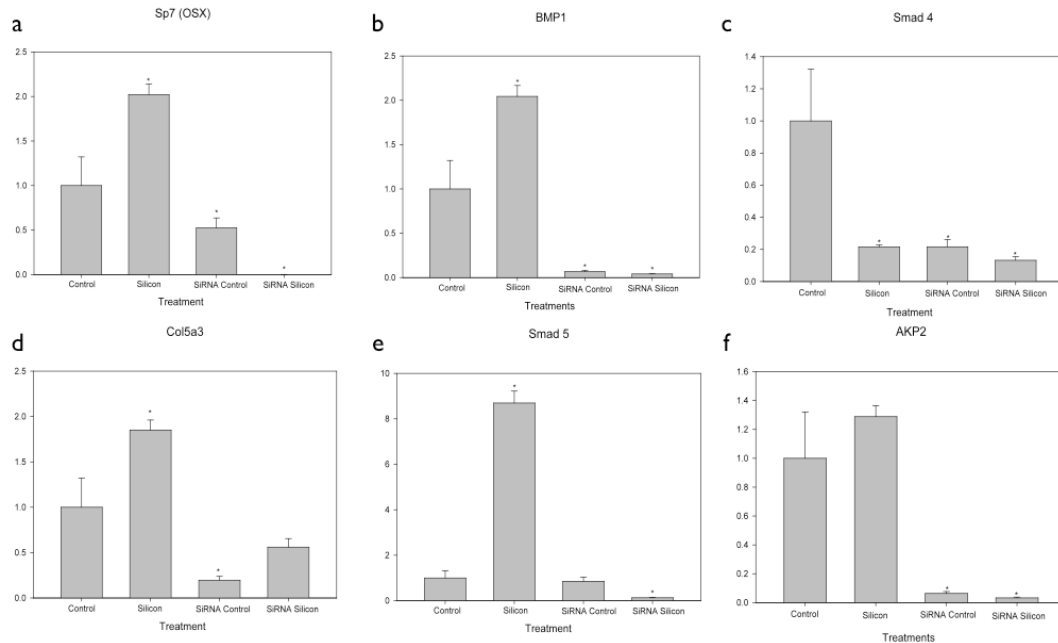 a
Sp7 (OSX)
2.5
2.0
1.5
1.0
0.5
0.0
*
*
*
Control
Silicon
SiRNA Control
SiRNA Silicon
Treatment
b
BMP1
2.5
2.0
1.5
1.0
0.5
0.0
*
*
*
Control
Silicon
SiRNA Control
SiRNA Silicon
Treatments
c
Smad 4
1.4
1.2
1.0
0.8
0.6
0.4
0.2
0.0
*
*
*
Control
Silicon
SiRNA Control
SiRNA Silicon
Treatment
d
Col5a3
2.5
2.0
1.5
1.0
0.5
0.0
*
*
Control
Silicon
SiRNA Control
SiRNA Silicon
Treatment
e
Smad 5
10
8
6
4
2
0
*
*
Control
Silicon
SiRNA Control
SiRNA Silicon
Treatment
f
AKP2
1.6
1.4
1.2
1.0
0.8
0.6
0.4
0.2
0.0
*
*
Control
Silicon
SiRNA Control
SiRNA Silicon
Treatments